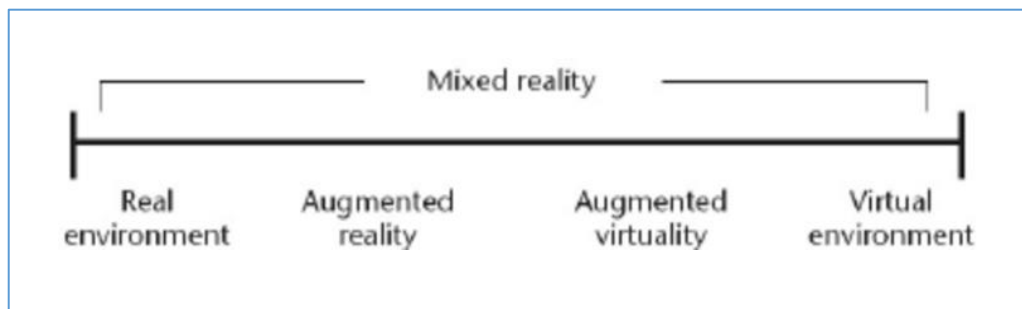 Mixed reality
Real
environment
Augmented
reality
Augmented
virtuality
Virtual
environment